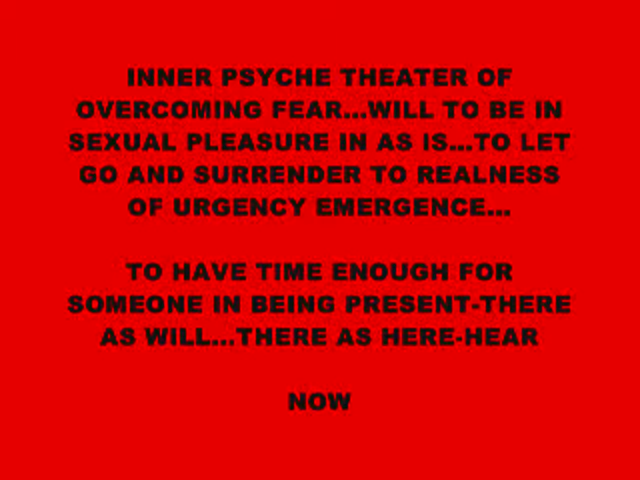 INNER PSYCHE THEATER OF
OVERCOMING FEAR...WILL TO BE IN
SEXUAL PLEASURE IN AS IS...TO LET
GO AND SURRENDER TO REALNESS
OF URGENCY EMERGENCE...
TO HAVE TIME ENOUGH FOR
SOMEONE IN BEING PRESENT-THERE
AS WILL...THERE AS HERE-HEAR
NOW